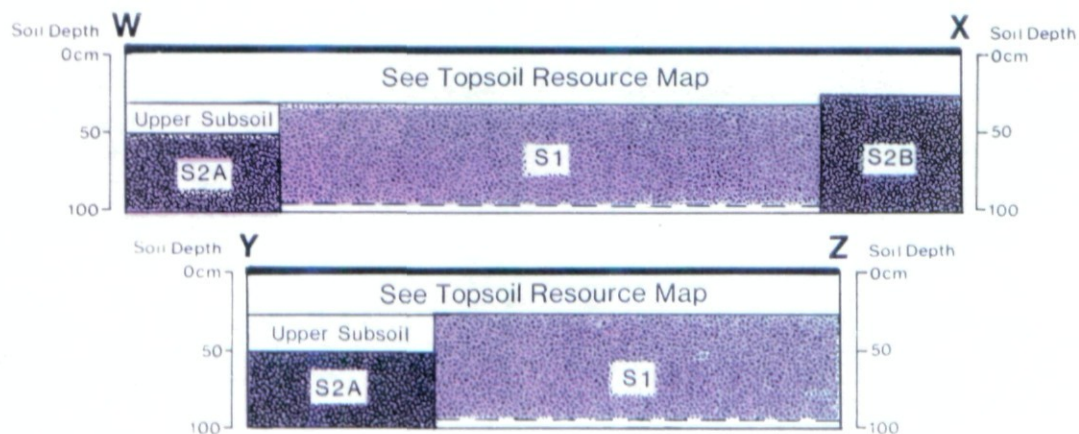 Soil Depth W X Soil Depth
0cm 0cm
See Topsoil Resource Map
Upper Subsoil
50 50
S2A S1 S2B
100 100
Soil Depth Y Z Soil Depth
0cm 0cm
See Topsoil Resource Map
Upper Subsoil
50 50
S2A S1
100 100